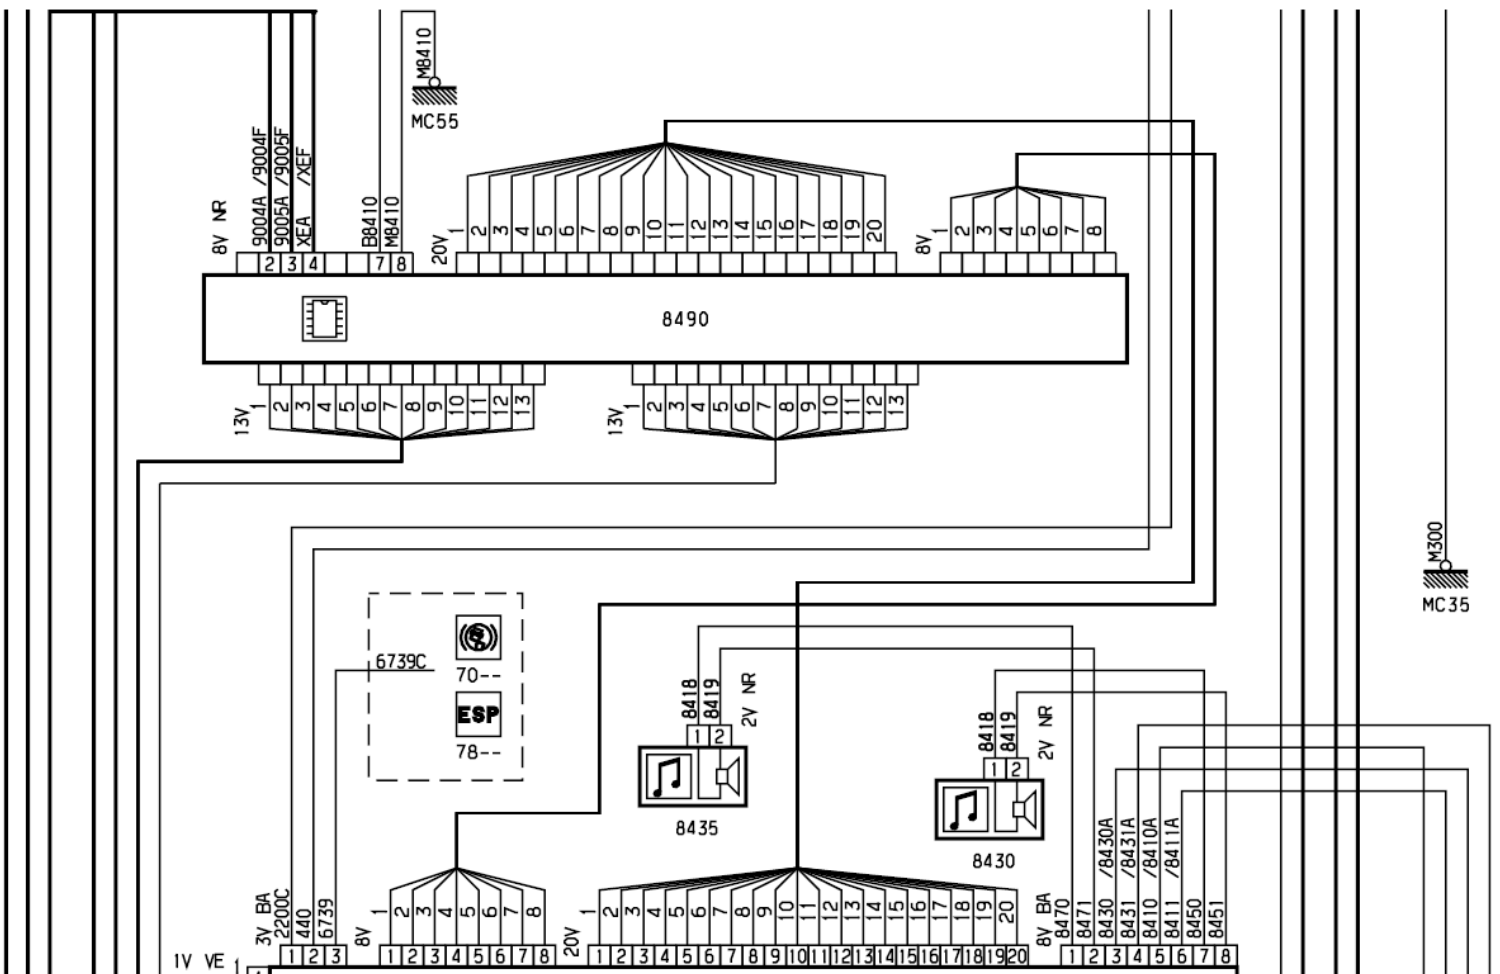 M8410
MC55
8V NR
9004A /9004F
9005A /9005F
XEA /XEF
B8410
M8410
2 3 4 7 8
20V
1 2 3 4 5 6 7 8 9 10 11 12 13 14 15 16 17 18 19 20
8V
1 2 3 4 5 6 7 8
8490
13V
1 2 3 4 5 6 7 8 9 10 11 12 13
13V
1 2 3 4 5 6 7 8 9 10 11 12 13
M300
MC35
6739C
70--
ESP
78--
8418
8419
2V NR
1 2
8435
8418
8419
2V NR
1 2
8430
3V BA
2200C
440
6739
1 2 3
8V
1 2 3 4 5 6 7 8
1 2 3 4 5 6 7 8
20V
1 2 3 4 5 6 7 8 9 10 11 12 13 14 15 16 17 18 19 20
1 2 3 4 5 6 7 8 9 10 11 12 13 14 15 16 17 18 19 20
8V BA
8470
8471
8430 /8430A
8431 /8431A
8410 /8410A
8411 /8411A
8450
8451
1 2 3 4 5 6 7 8
1V VE 1